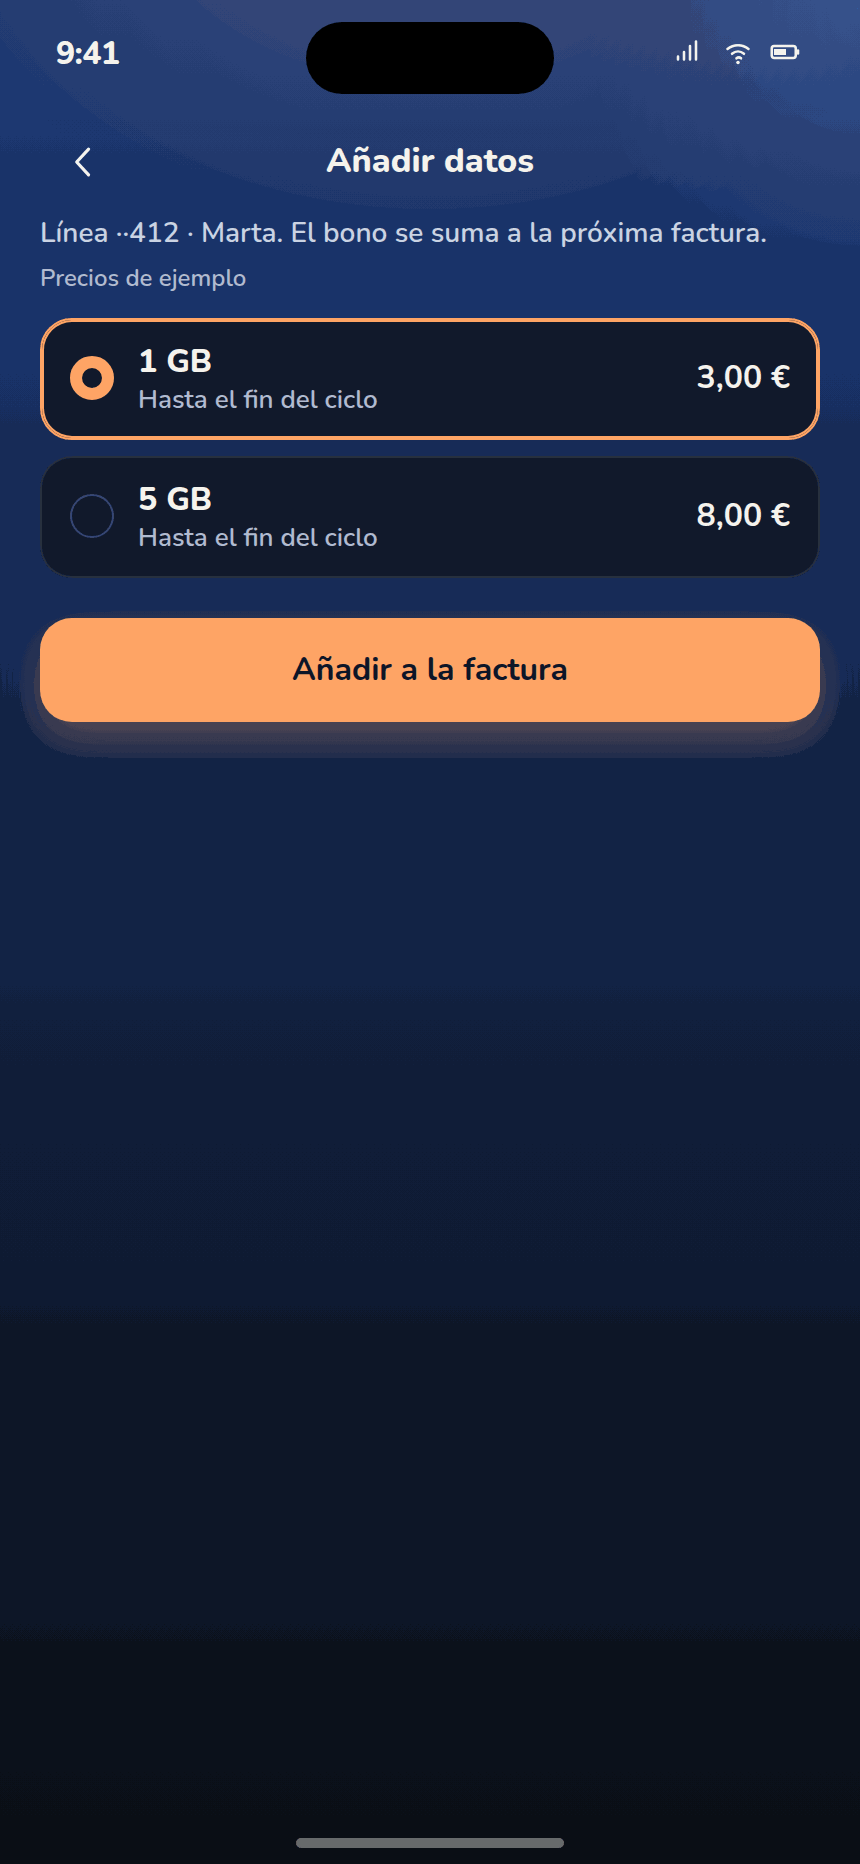 9:41
Añadir datos
Línea ··412 · Marta. El bono se suma a la próxima factura.
Precios de ejemplo
1 GB
Hasta el fin del ciclo
3,00 €
5 GB
Hasta el fin del ciclo
8,00 €
Añadir a la factura